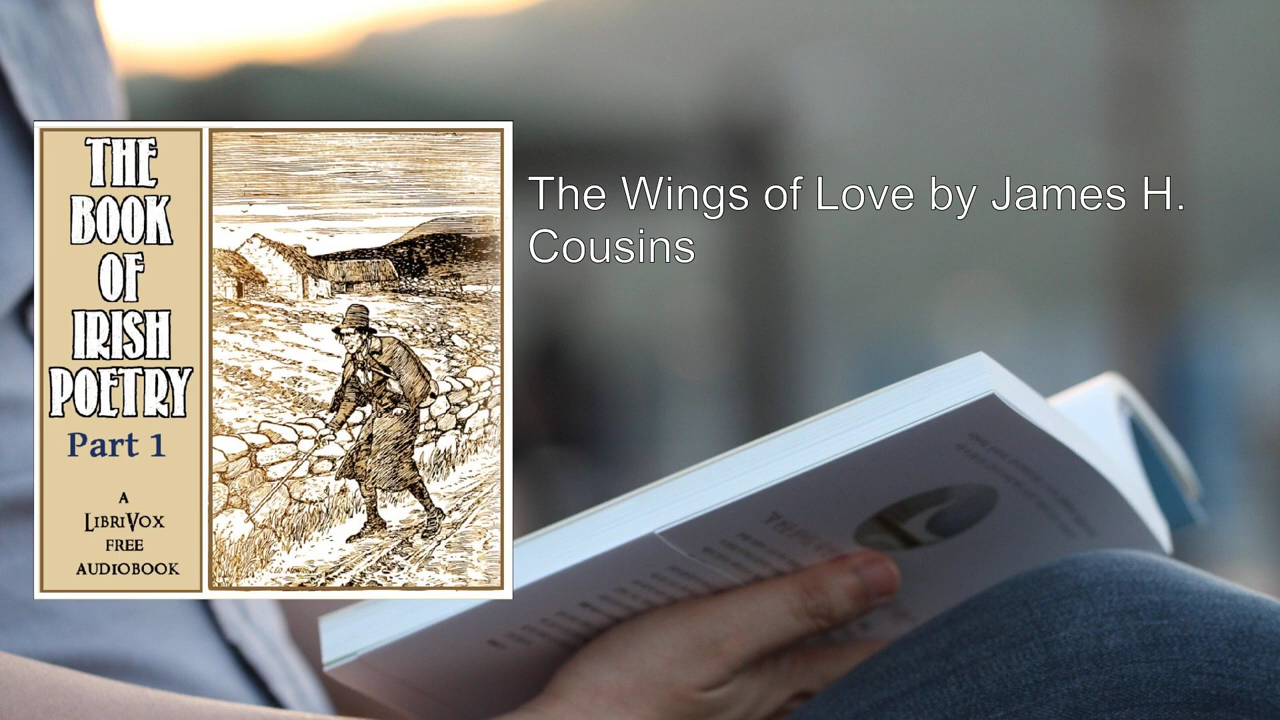 THE
BOOK
OF
IRISH
POETRY
Part 1
A
LIBRIVOX
FREE
AUDIOBOOK
The Wings of Love by James H.
Cousins